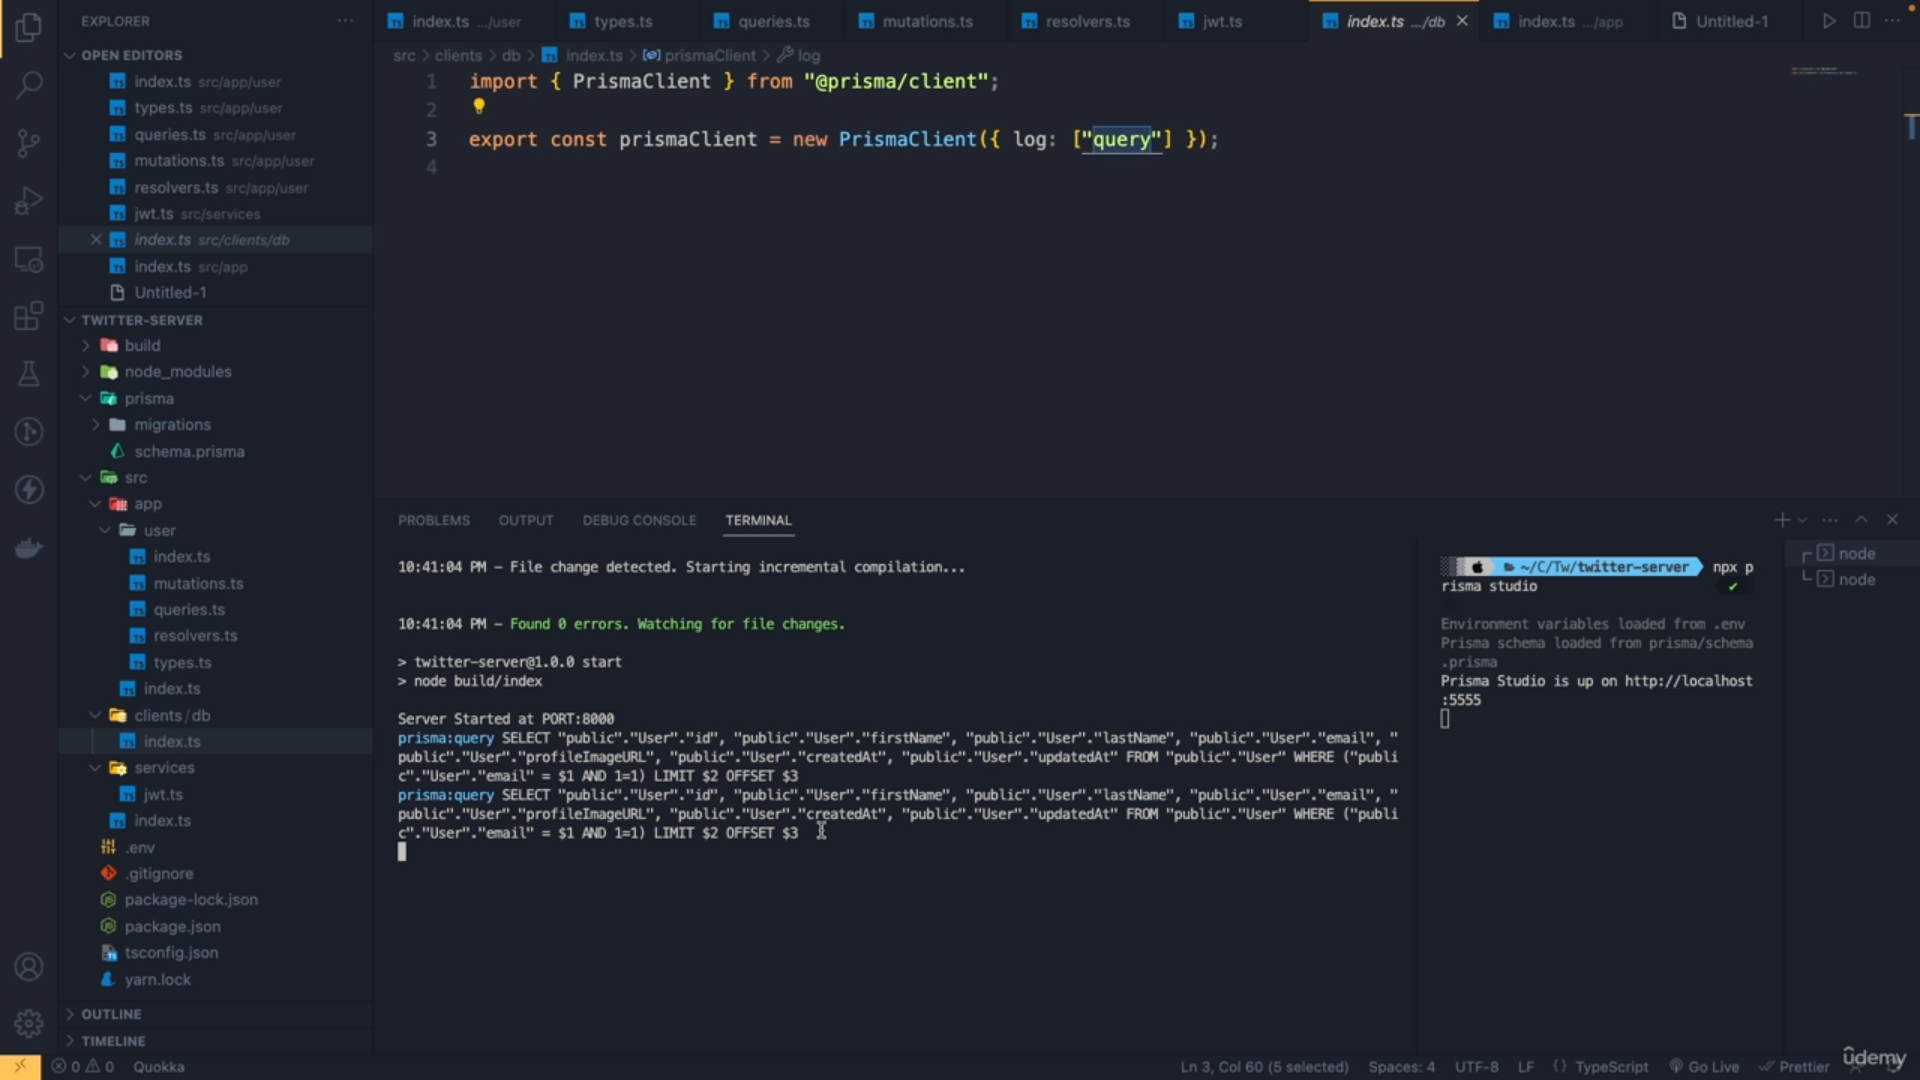 EXPLORER
OPEN EDITORS
index.ts src/app/user
types.ts src/app/user
queries.ts src/app/user
mutations.ts src/app/user
resolvers.ts src/app/user
jwt.ts src/services
index.ts src/clients/db
index.ts src/app
Untitled-1
TWITTER-SERVER
build
node_modules
prisma
migrations
schema.prisma
src
app
user
index.ts
mutations.ts
queries.ts
resolvers.ts
types.ts
index.ts
clients/db
index.ts
services
jwt.ts
index.ts
.env
.gitignore
package-lock.json
package.json
tsconfig.json
yarn.lock
OUTLINE
TIMELINE
index.ts .../user types.ts queries.ts mutations.ts resolvers.ts jwt.ts index.ts .../db index.ts .../app Untitled-1
src > clients > db > index.ts > prismaClient > log
1 import { PrismaClient } from "@prisma/client";
2
3 export const prismaClient = new PrismaClient({ log: ["query"] });
4
PROBLEMS OUTPUT DEBUG CONSOLE TERMINAL
10:41:04 PM - File change detected. Starting incremental compilation...
10:41:04 PM - Found 0 errors. Watching for file changes.
> twitter-server@1.0.0 start
> node build/index
Server Started at PORT:8000
prisma:query SELECT "public"."User"."id", "public"."User"."firstName", "public"."User"."lastName", "public"."User"."email", "
public"."User"."profileImageURL", "public"."User"."createdAt", "public"."User"."updatedAt" FROM "public"."User" WHERE ("publi
c"."User"."email" = $1 AND 1=1) LIMIT $2 OFFSET $3
prisma:query SELECT "public"."User"."id", "public"."User"."firstName", "public"."User"."lastName", "public"."User"."email", "
public"."User"."profileImageURL", "public"."User"."createdAt", "public"."User"."updatedAt" FROM "public"."User" WHERE ("publi
c"."User"."email" = $1 AND 1=1) LIMIT $2 OFFSET $3
~/C/Tw/twitter-server npx p
risma studio
Environment variables loaded from .env
Prisma schema loaded from prisma/schema
.prisma
Prisma Studio is up on http://localhost
:5555
node
node
0 0 Quokka
Ln 3, Col 60 (5 selected) Spaces: 4 UTF-8 LF {} TypeScript Go Live Prettier
ûdemy